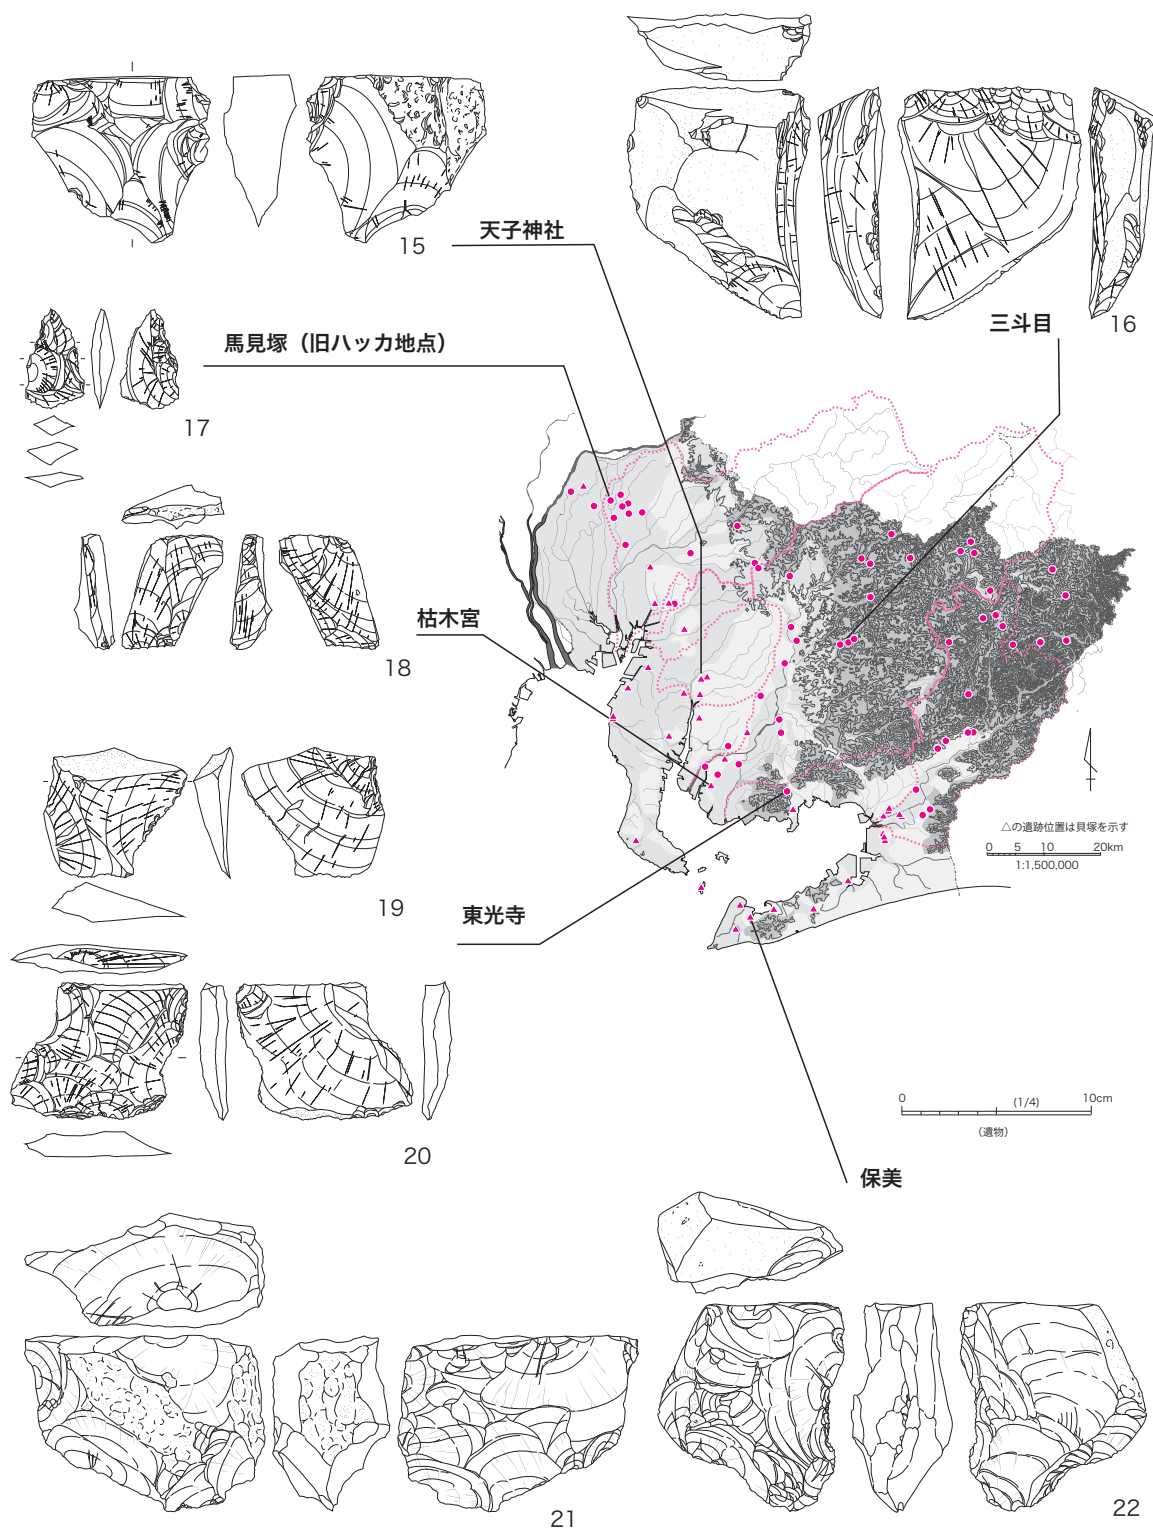 15
天子神社
16
三斗目
馬見塚（旧ハッカ地点）
17
18
枯木宮
19
東光寺
△の遺跡位置は貝塚を示す
0 5 10 20km
1:1,500,000
20
0 (1/4) 10cm
（遺物）
保美
21
22